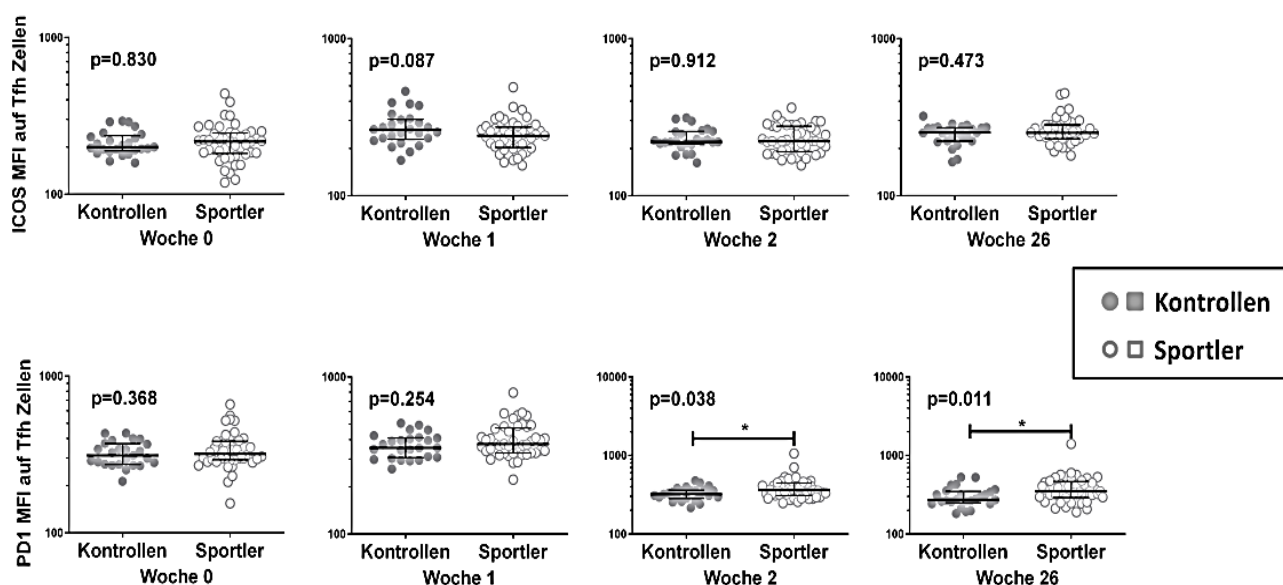 ICOS MFI auf Tfh Zellen
1000
100
p=0.830
Kontrollen Sportler
Woche 0
1000
100
p=0.087
Kontrollen Sportler
Woche 1
1000
100
p=0.912
Kontrollen Sportler
Woche 2
1000
100
p=0.473
Kontrollen Sportler
Woche 26
Kontrollen
Sportler
PD1 MFI auf Tfh Zellen
1000
100
p=0.368
Kontrollen Sportler
Woche 0
1000
100
p=0.254
Kontrollen Sportler
Woche 1
10000
1000
100
p=0.038
*
Kontrollen Sportler
Woche 2
10000
1000
100
p=0.011
*
Kontrollen Sportler
Woche 26